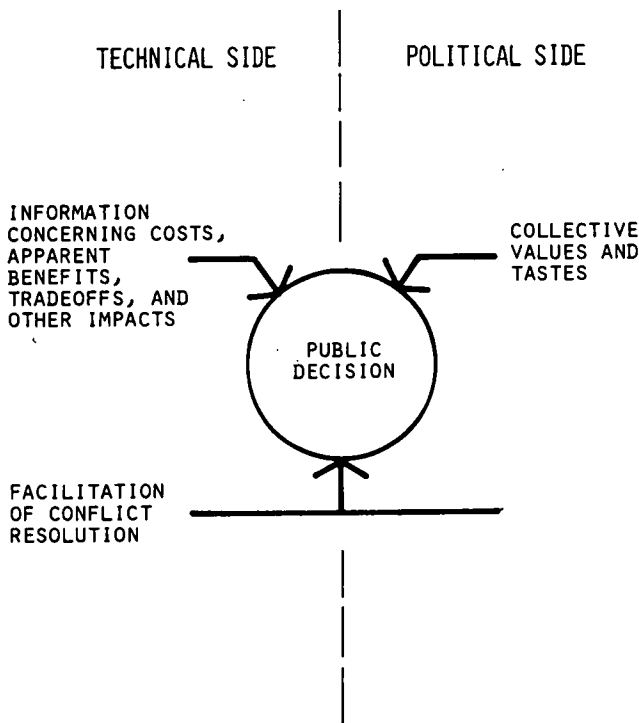 TECHNICAL SIDE
POLITICAL SIDE
INFORMATION
CONCERNING COSTS,
APPARENT
BENEFITS,
TRADEOFFS, AND
OTHER IMPACTS
COLLECTIVE
VALUES AND
TASTES
PUBLIC
DECISION
FACILITATION
OF CONFLICT
RESOLUTION